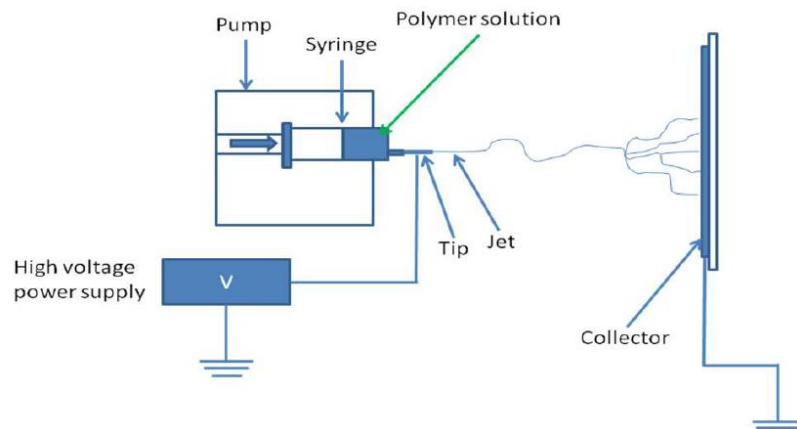 Pump
Syringe
Polymer solution
Tip
Jet
High voltage
power supply
V
Collector